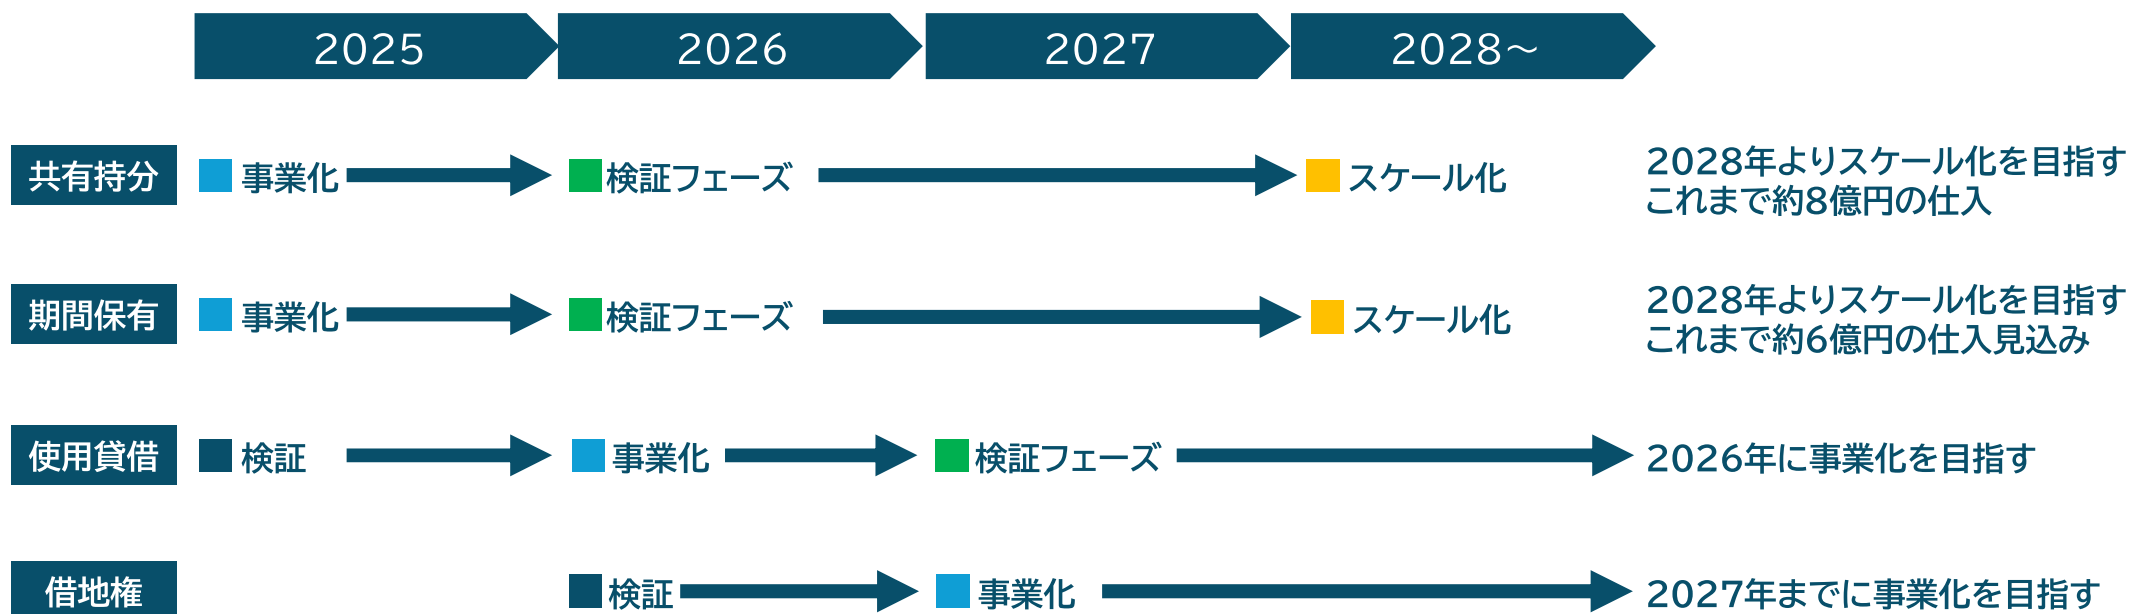 2025 2026 2027 2028～
共有持分 事業化 検証フェーズ スケール化 2028年よりスケール化を目指す
これまで約8億円の仕入
期間保有 事業化 検証フェーズ スケール化 2028年よりスケール化を目指す
これまで約6億円の仕入見込み
使用貸借 検証 事業化 検証フェーズ 2026年に事業化を目指す
借地権 検証 事業化 2027年までに事業化を目指す